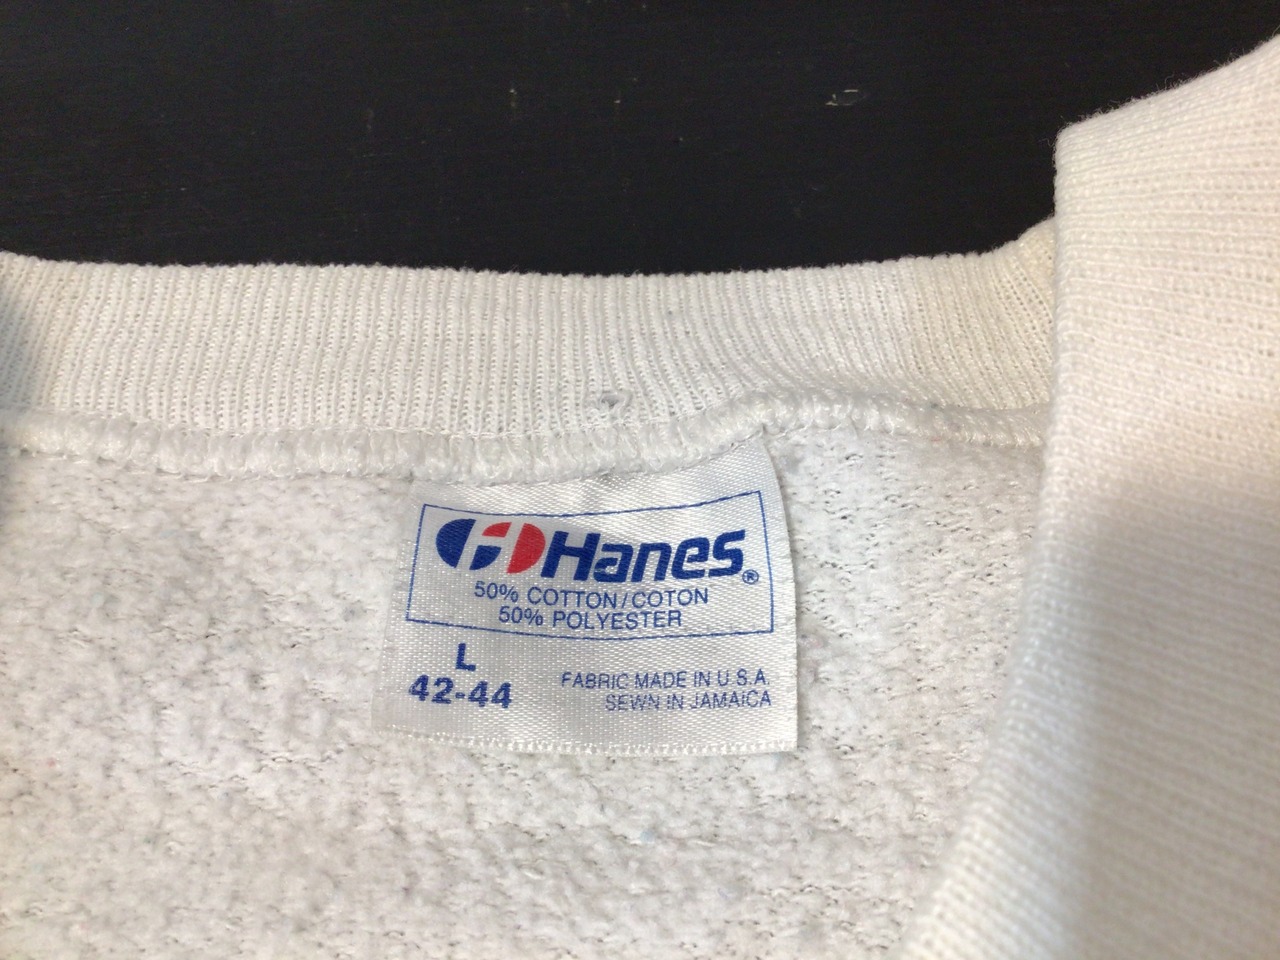 Hanes®
50% COTTON/COTON
50% POLYESTER
L
42-44
FABRIC MADE IN U.S.A.
SEWN IN JAMAICA